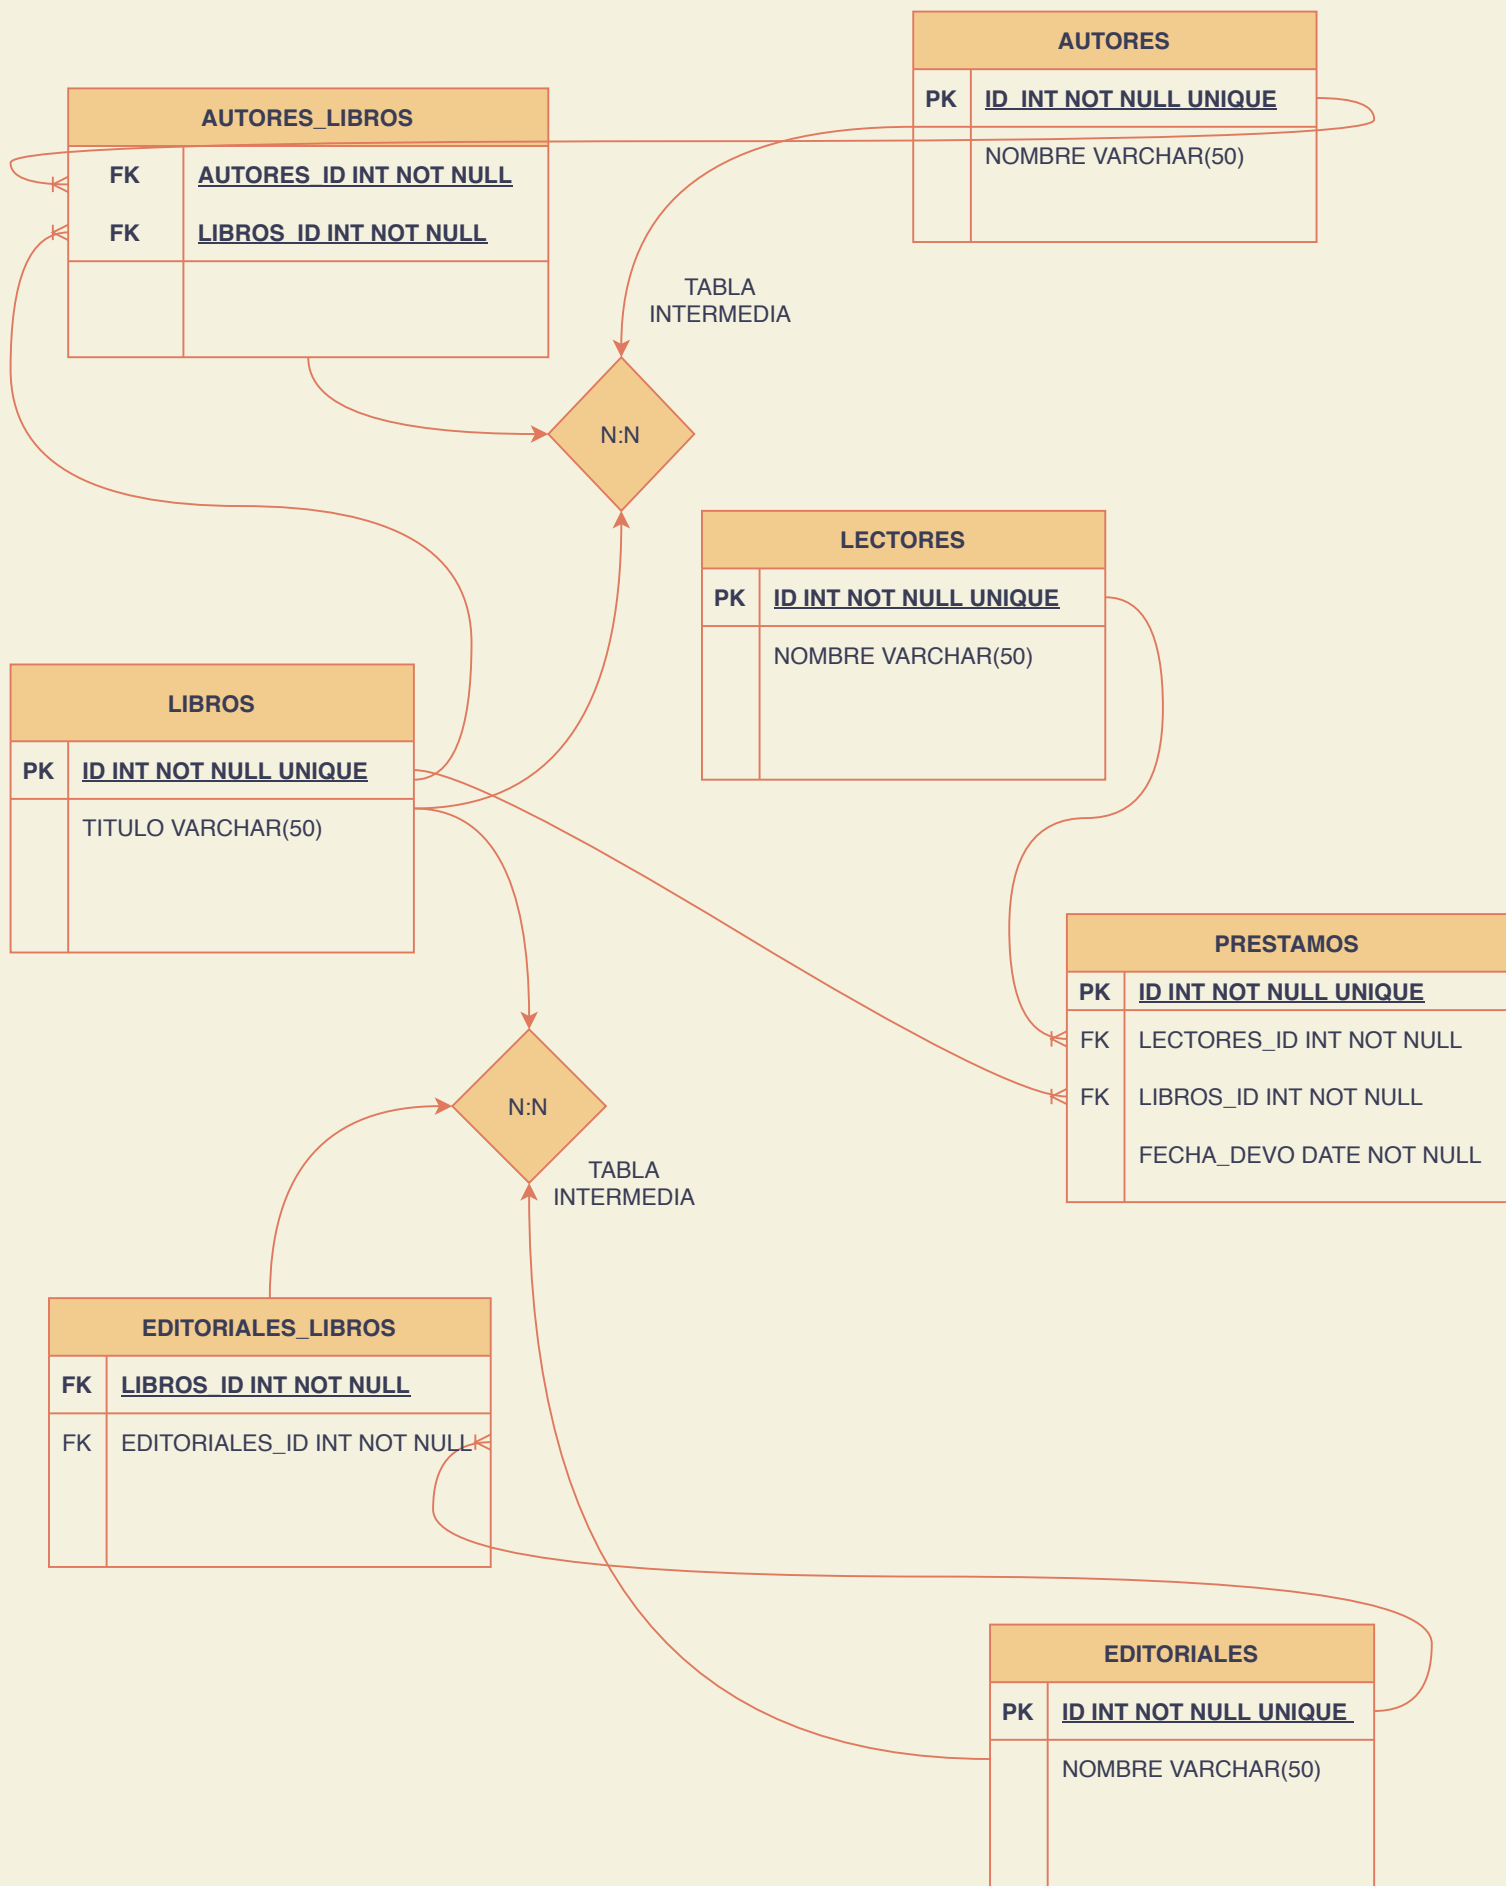 AUTORES
PK ID INT NOT NULL UNIQUE
NOMBRE VARCHAR(50)
AUTORES_LIBROS
FK AUTORES_ID INT NOT NULL
FK LIBROS_ID INT NOT NULL
TABLA
INTERMEDIA
N:N
LECTORES
PK ID INT NOT NULL UNIQUE
NOMBRE VARCHAR(50)
LIBROS
PK ID INT NOT NULL UNIQUE
TITULO VARCHAR(50)
PRESTAMOS
PK ID INT NOT NULL UNIQUE
FK LECTORES_ID INT NOT NULL
FK LIBROS_ID INT NOT NULL
FECHA_DEVO DATE NOT NULL
N:N
TABLA
INTERMEDIA
EDITORIALES_LIBROS
FK LIBROS_ID INT NOT NULL
FK EDITORIALES_ID INT NOT NULL
EDITORIALES
PK ID INT NOT NULL UNIQUE
NOMBRE VARCHAR(50)